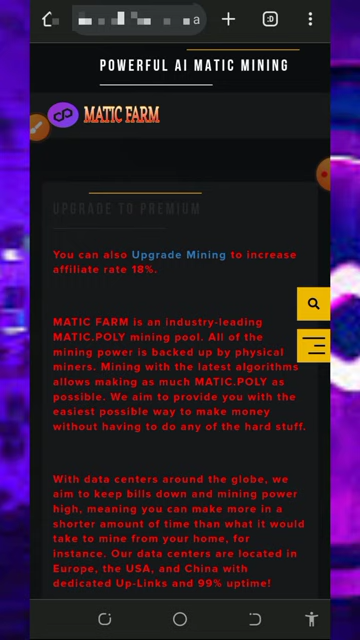 a
:D
POWERFUL AI MATIC MINING
MATIC FARM
UPGRADE TO PREMIUM
You can also Upgrade Mining to increase
affiliate rate 18%.
MATIC FARM is an industry-leading
MATIC.POLY mining pool. All of the
mining power is backed up by physical
miners. Mining with the latest algorithms
allows making as much MATIC.POLY as
possible. We aim to provide you with the
easiest possible way to make money
without having to do any of the hard stuff.
With data centers around the globe, we
aim to keep bills down and mining power
high, meaning you can make more in a
shorter amount of time than what it would
take to mine from your home, for
instance. Our data centers are located in
Europe, the USA, and China with
dedicated Up-Links and 99% uptime!